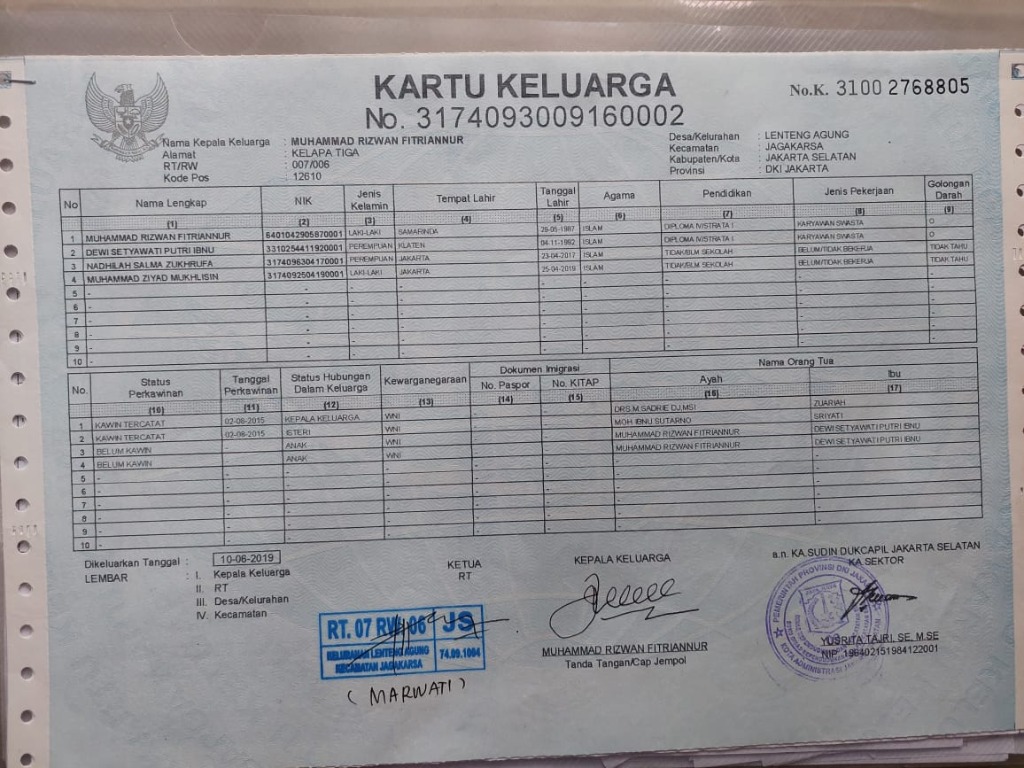 KARTU KELUARGA
No. 3174093009160002
No.K. 3100 2768805
Nama Kepala Keluarga : MUHAMMAD RIZWAN FITRIANNUR
Alamat : KELAPA TIGA
RT/RW : 007/006
Kode Pos : 12610
Desa/Kelurahan : LENTENG AGUNG
Kecamatan : JAGAKARSA
Kabupaten/Kota : JAKARTA SELATAN
Provinsi : DKI JAKARTA
No Nama Lengkap NIK Jenis Kelamin Tempat Lahir Tanggal Lahir Agama Pendidikan Jenis Pekerjaan Golongan Darah
(1) (2) (3) (4) (5) (6) (7) (8) (9)
1 MUHAMMAD RIZWAN FITRIANNUR 6401042905870001 LAKI-LAKI SAMARINDA 29-05-1987 ISLAM DIPLOMA IV/STRATA I KARYAWAN SWASTA O
2 DEWI SETYAWATI PUTRI IBNU 3310254411920001 PEREMPUAN KLATEN 04-11-1992 ISLAM DIPLOMA IV/STRATA I KARYAWAN SWASTA O
3 NADHILAH SALMA ZUKHRUFA 3174096304170001 PEREMPUAN JAKARTA 23-04-2017 ISLAM TIDAK/BLM SEKOLAH BELUM/TIDAK BEKERJA TIDAK TAHU
4 MUHAMMAD ZIYAD MUKHLISIN 3174092504190001 LAKI-LAKI JAKARTA 25-04-2019 ISLAM TIDAK/BLM SEKOLAH BELUM/TIDAK BEKERJA TIDAK TAHU
5 -
6 -
7 -
8 -
9 -
10 -
No. Status Perkawinan Tanggal Perkawinan Status Hubungan Dalam Keluarga Kewarganegaraan Dokumen Imigrasi Nama Orang Tua
No. Paspor No. KITAP Ayah Ibu
(10) (11) (12) (13) (14) (15) (16) (17)
1 KAWIN TERCATAT 02-08-2015 KEPALA KELUARGA WNI - - DRS.M.SADRIE DJ,MSI ZUARIAH
2 KAWIN TERCATAT 02-08-2015 ISTERI WNI - - MOH IBNU SUTARNO SRIYATI
3 BELUM KAWIN ANAK WNI - - MUHAMMAD RIZWAN FITRIANNUR DEWI SETYAWATI PUTRI IBNU
4 BELUM KAWIN ANAK WNI - - MUHAMMAD RIZWAN FITRIANNUR DEWI SETYAWATI PUTRI IBNU
5 -
6 -
7 -
8 -
9 -
10 -
Dikeluarkan Tanggal : 10-06-2019
LEMBAR : I. Kepala Keluarga
II. RT
III. Desa/Kelurahan
IV. Kecamatan
KETUA
RT
RT. 07 RW 06 JS
KELURAHAN LENTENG AGUNG
KECAMATAN JAGAKARSA
74.09.1004
(MARWATI)
KEPALA KELUARGA
MUHAMMAD RIZWAN FITRIANNUR
Tanda Tangan/Cap Jempol
a.n. KA.SUDIN DUKCAPIL JAKARTA SELATAN
KA.SEKTOR
PEMERINTAH PROVINSI DKI JAKARTA
YUSRITA TAJRI, SE, M.SE
NIP. 196402151984122001